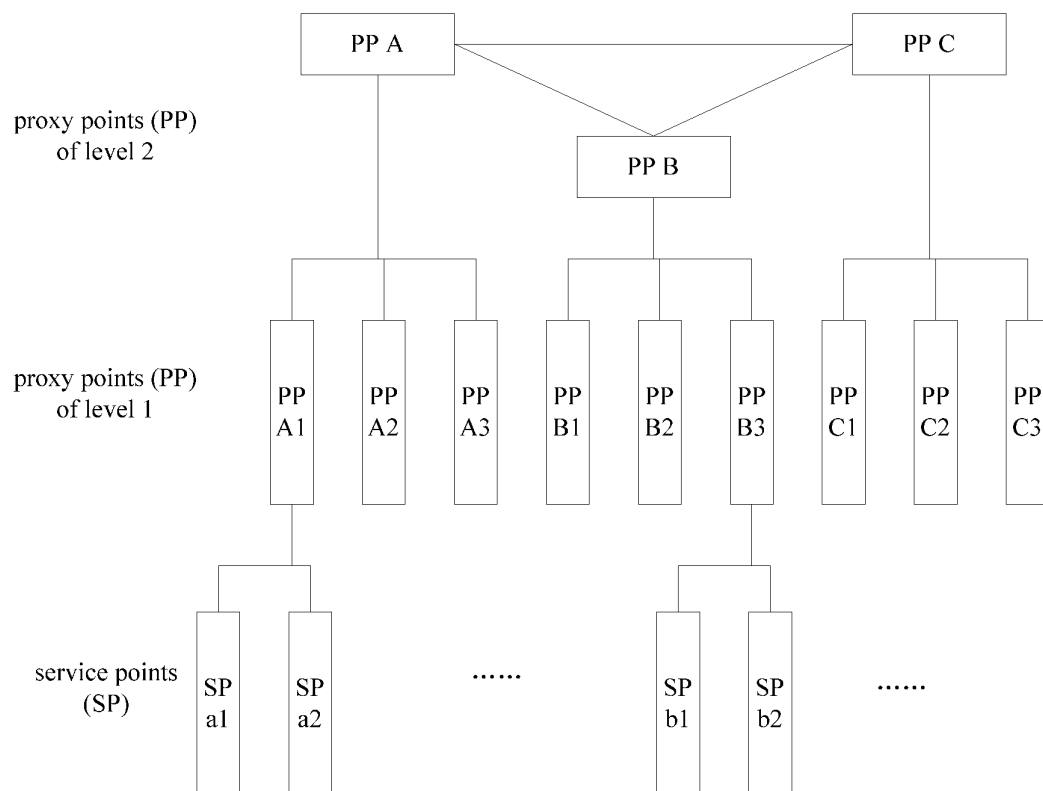 PP A
PP C
proxy points (PP)
of level 2
PP B
proxy points (PP)
of level 1
PP
A1
PP
A2
PP
A3
PP
B1
PP
B2
PP
B3
PP
C1
PP
C2
PP
C3
service points
(SP)
SP
a1
SP
a2
......
SP
b1
SP
b2
......